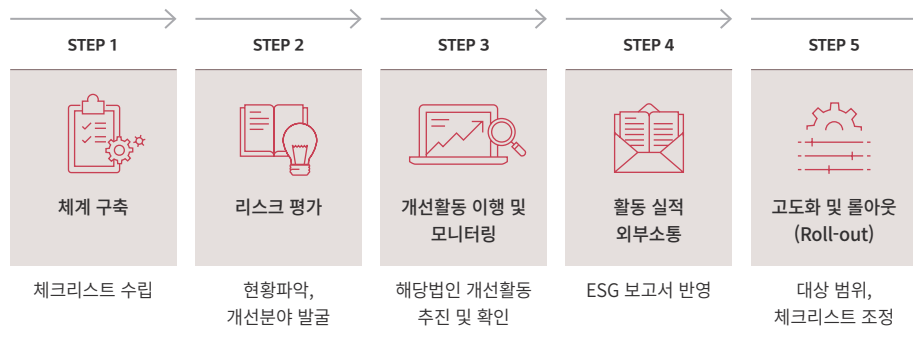 STEP 1
체계 구축
체크리스트 수립
STEP 2
리스크 평가
현황파악,
개선분야 발굴
STEP 3
개선활동 이행 및
모니터링
해당법인 개선활동
추진 및 확인
STEP 4
활동 실적
외부소통
ESG 보고서 반영
STEP 5
고도화 및 롤아웃
(Roll-out)
대상 범위,
체크리스트 조정